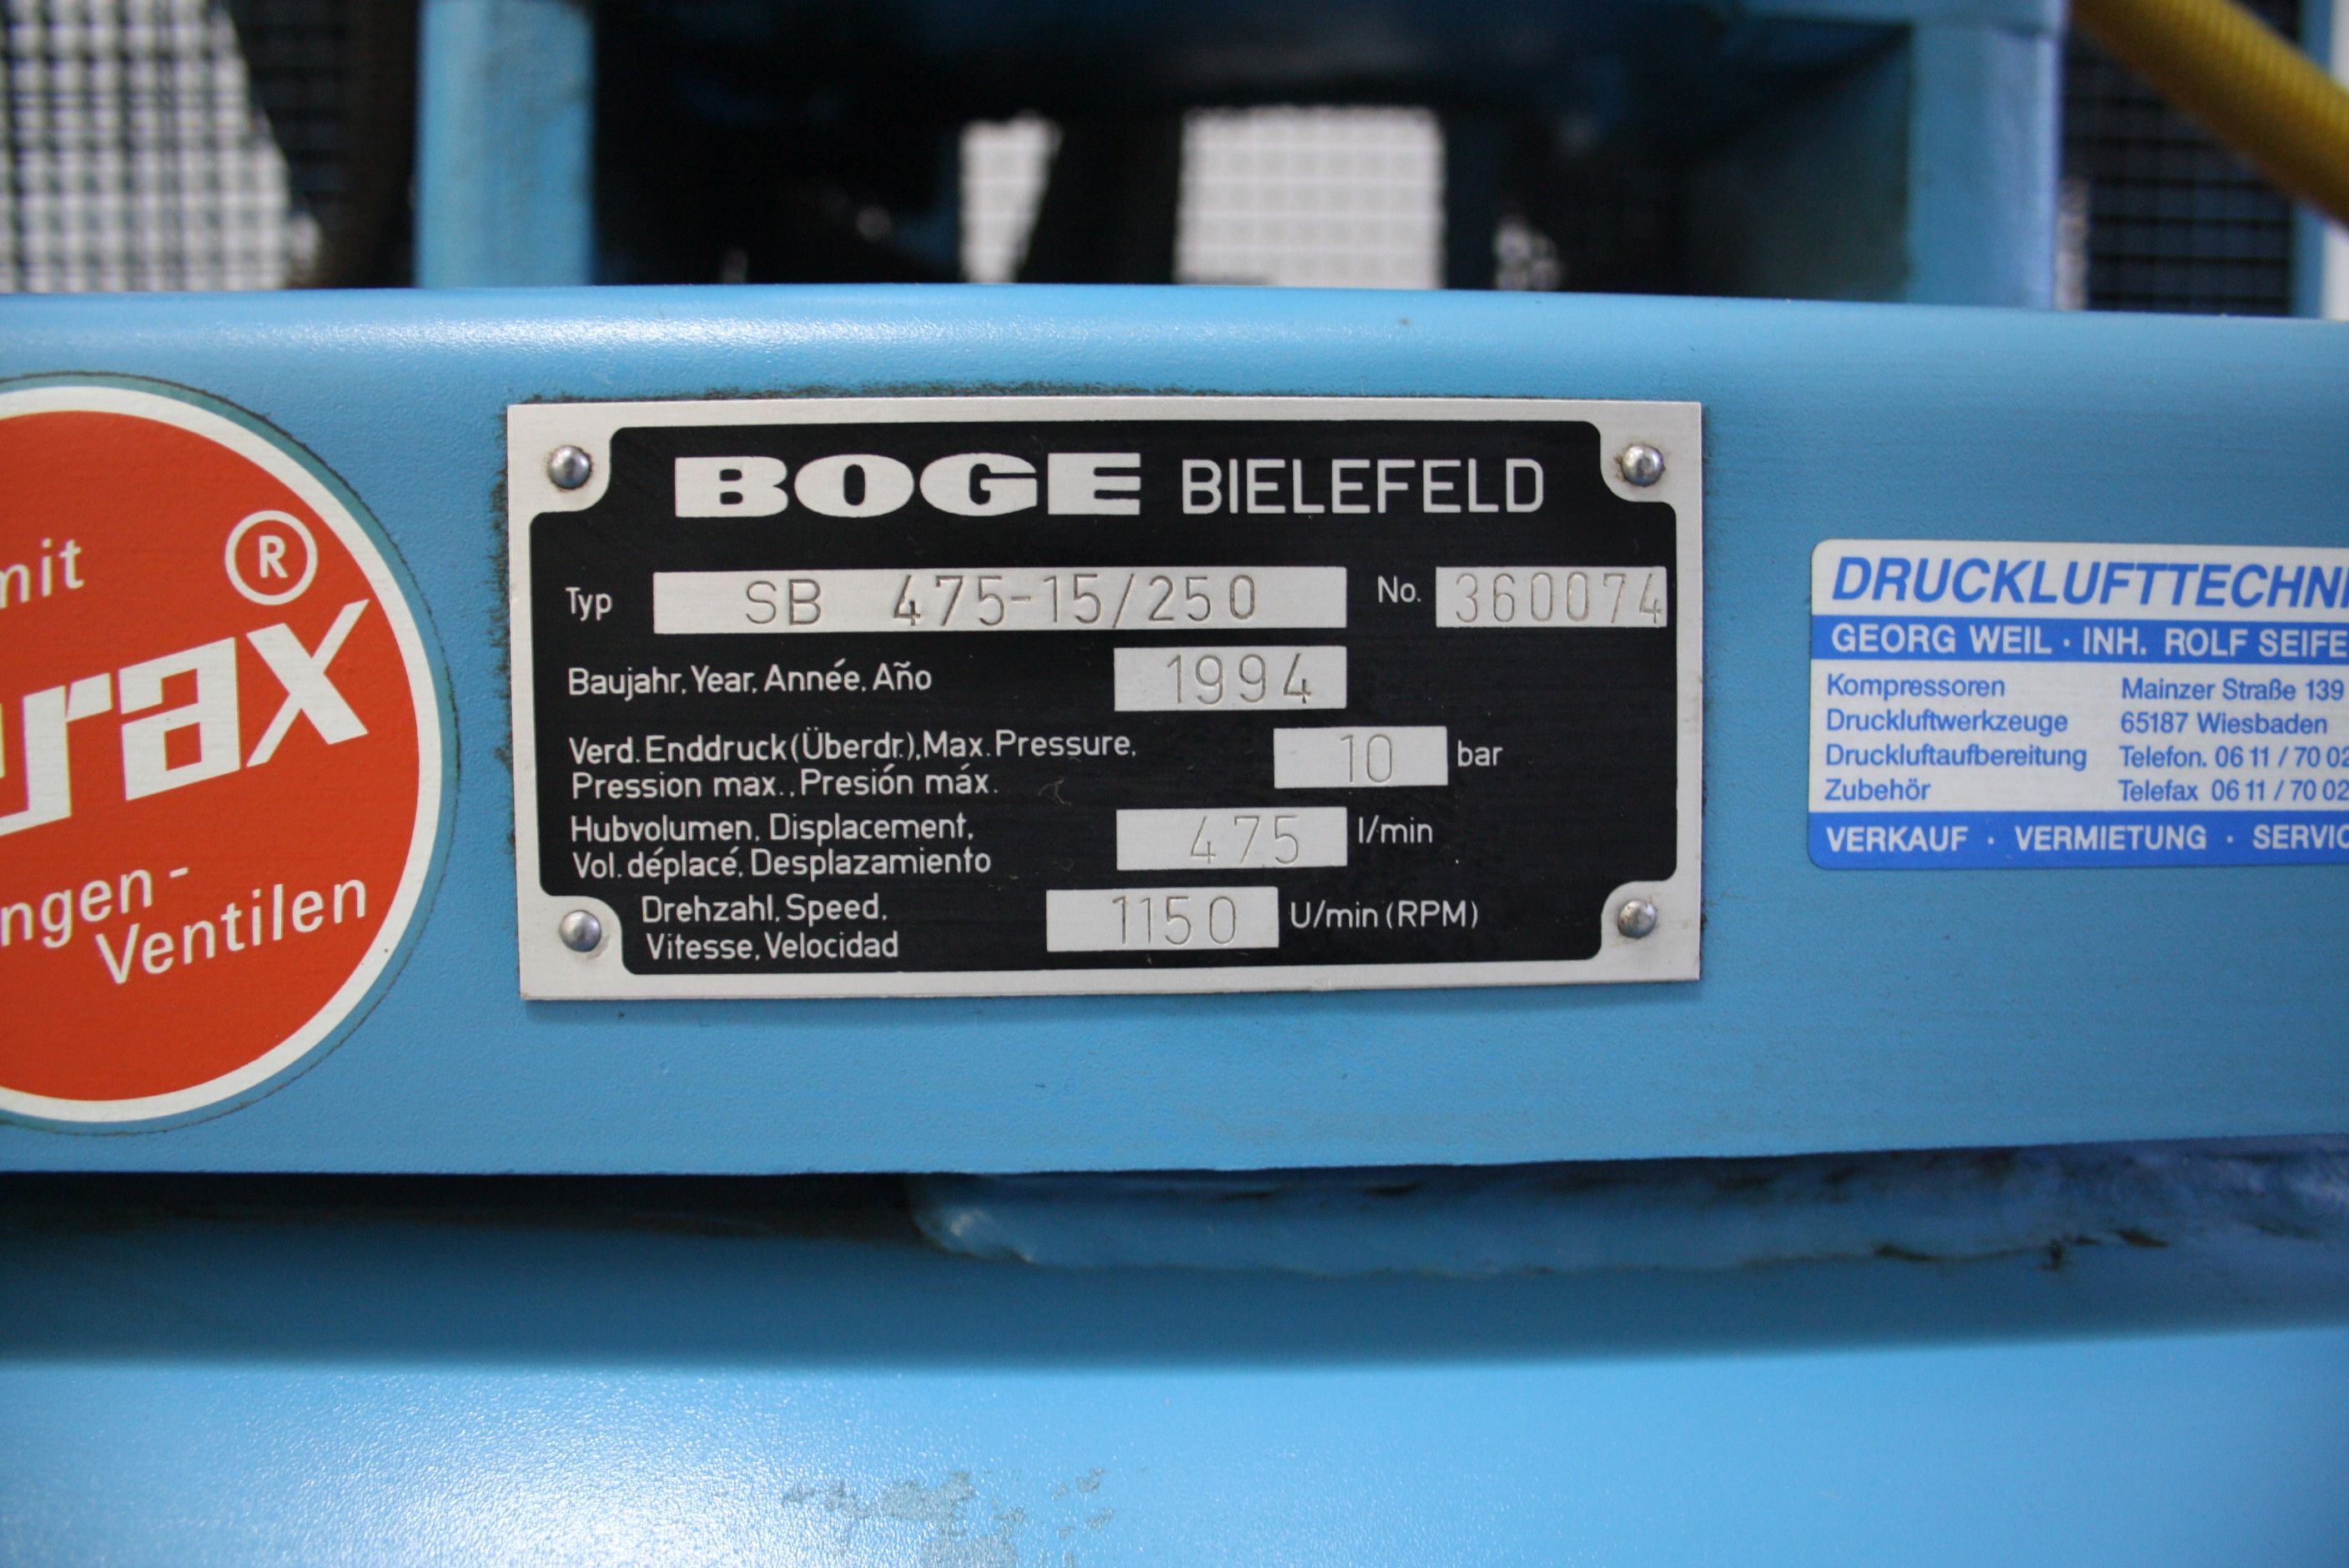 mit ®
rax
ngen-
Ventilen
BOGE BIELEFELD
Typ SB 475-15/250 No. 360074
Baujahr, Year, Année, Año 1994
Verd. Enddruck (Überdr.), Max. Pressure,
Pression max., Presión máx. 10 bar
Hubvolumen, Displacement,
Vol. déplacé, Desplazamiento 475 l/min
Drehzahl, Speed,
Vitesse, Velocidad 1150 U/min (RPM)
DRUCKLUFTTECHNI
GEORG WEIL · INH. ROLF SEIFE
Kompressoren Mainzer Straße 139
Druckluftwerkzeuge 65187 Wiesbaden
Druckluftaufbereitung Telefon. 06 11 / 70 02
Zubehör Telefax 06 11 / 70 02
VERKAUF · VERMIETUNG · SERVIC